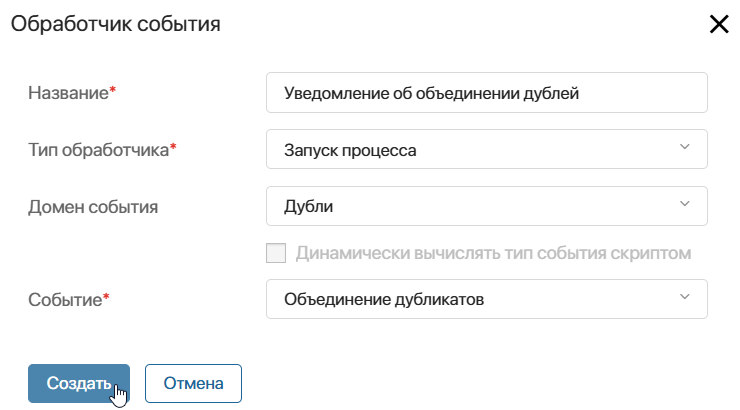 Обработчик события
Название* Уведомление об объединении дублей
Тип обработчика* Запуск процесса
Домен события Дубли
Динамически вычислять тип события скриптом
Событие* Объединение дубликатов
Создать Отмена